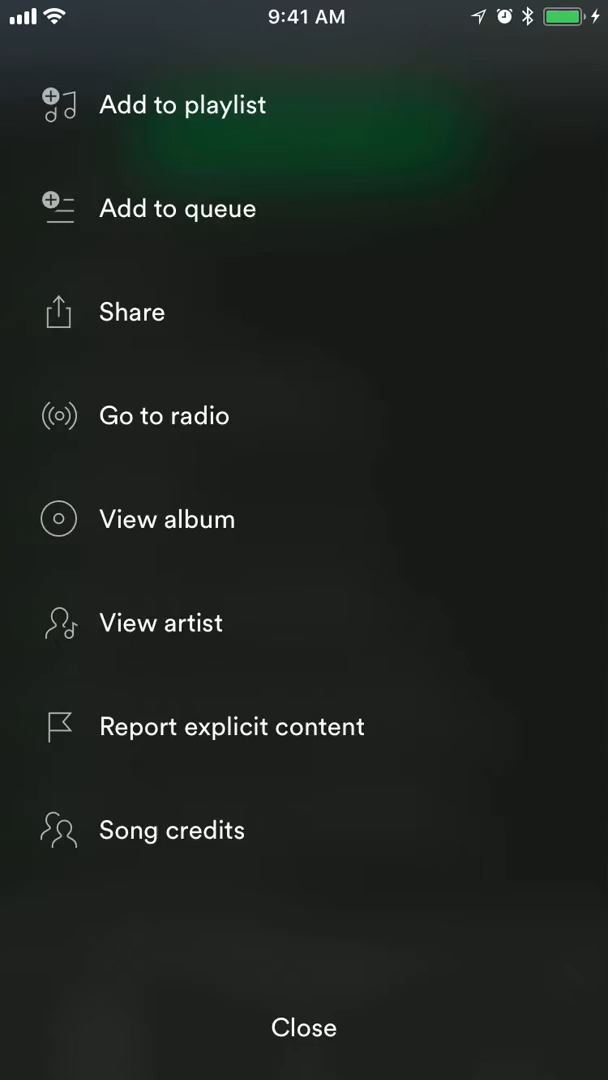 9:41 AM
Add to playlist
Add to queue
Share
Go to radio
View album
View artist
Report explicit content
Song credits
Close